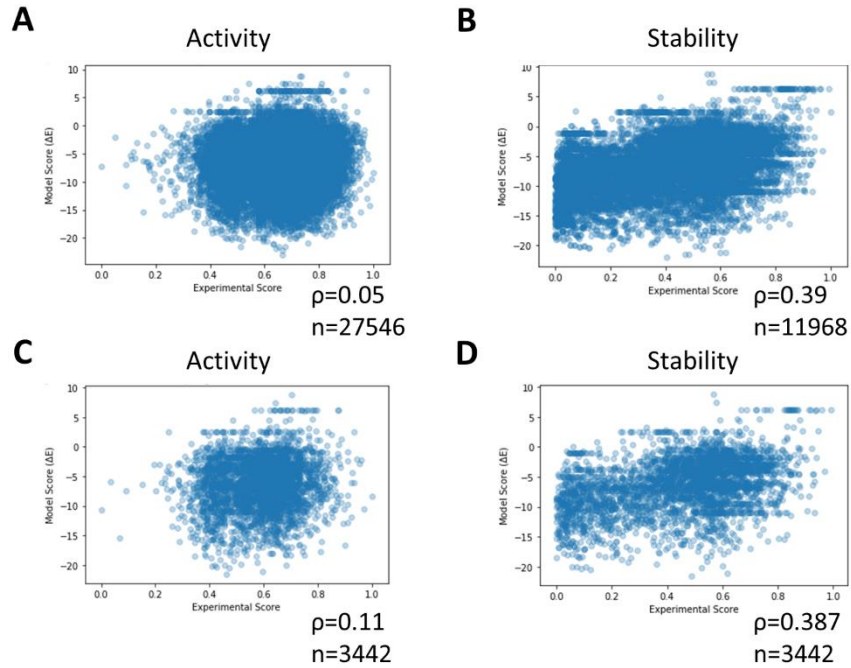 A
Activity
10
5
0
−5
−10
−15
−20
Model Score (ΔE)
0.0 0.2 0.4 0.6 0.8 1.0
Experimental Score
ρ=0.05
n=27546
B
Stability
10
5
0
−5
−10
−15
−20
Model Score (ΔE)
0.0 0.2 0.4 0.6 0.8 1.0
Experimental Score
ρ=0.39
n=11968
C
Activity
10
5
0
−5
−10
−15
−20
Model Score (ΔE)
0.0 0.2 0.4 0.6 0.8 1.0
Experimental Score
ρ=0.11
n=3442
D
Stability
10
5
0
−5
−10
−15
−20
Model Score (ΔE)
0.0 0.2 0.4 0.6 0.8 1.0
Experimental Score
ρ=0.387
n=3442